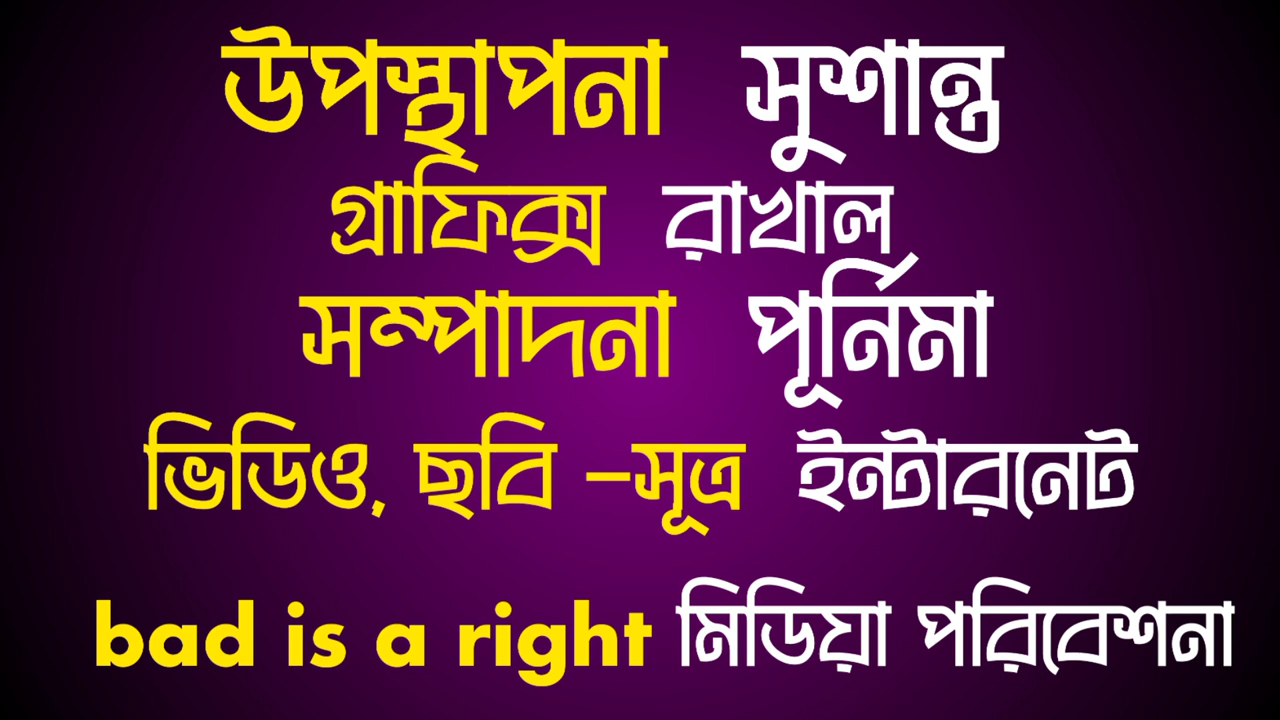 উপস্থাপনা সুশান্ত
গ্রাফিক্স রাখাল
সম্পাদনা পূর্নিমা
ভিডিও, ছবি –সূত্র ইন্টারনেট
bad is a right মিডিয়া পরিবেশনা